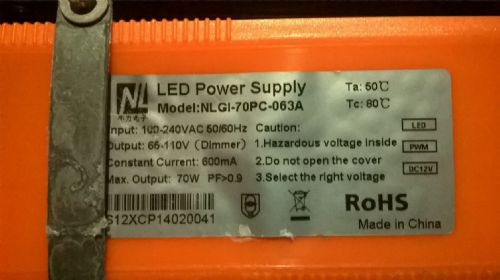 NL
LED Power Supply
Ta: 50℃
Model:NLGI-70PC-063A
Tc: 80℃
Input: 100-240VAC 50/60Hz
Output: 65-110V (Dimmer)
Constant Current: 600mA
Max. Output: 70W PF>0.9
Caution:
1.Hazardous voltage inside
2.Do not open the cover
3.Select the right voltage
LED
PWM
DC12V
S12XCP14020041
RoHS
Made in China